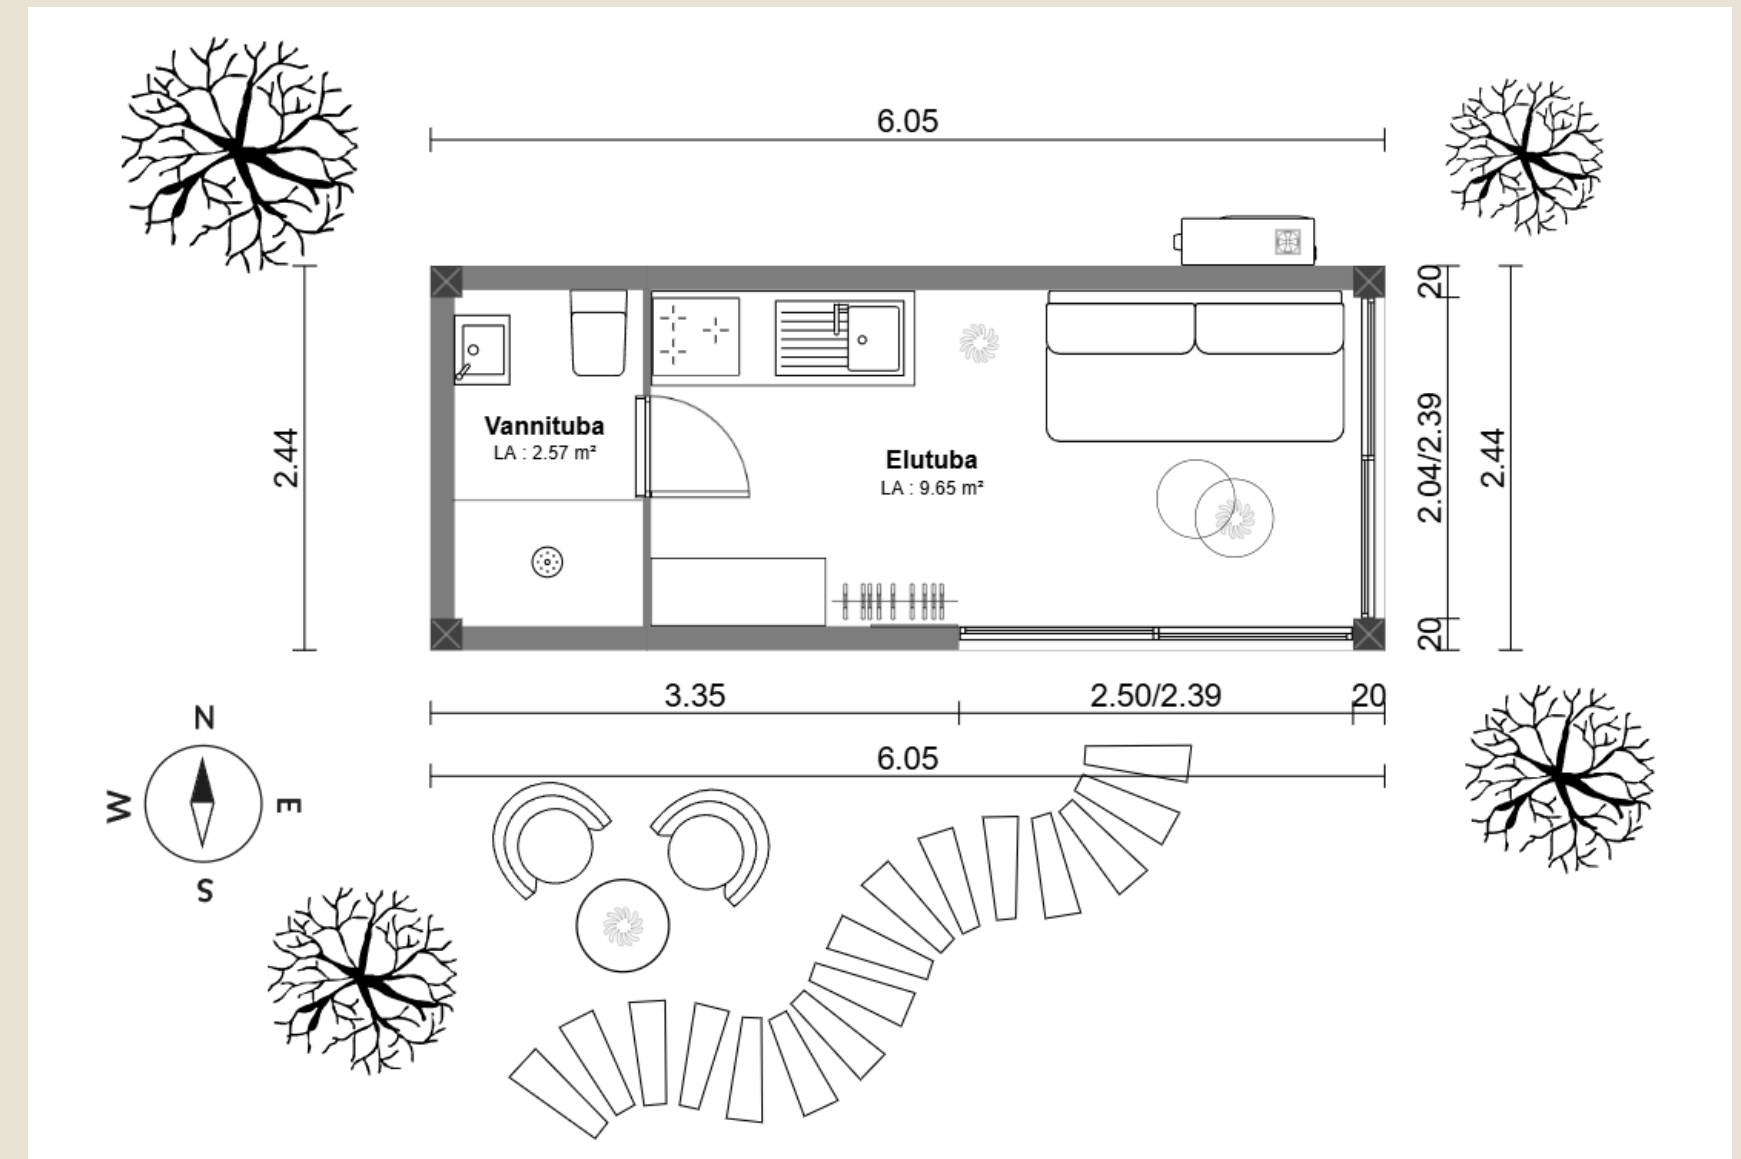 6.05
20
2.44
2.04/2.39
2.44
Vannituba
LA : 2.57 m²
Elutuba
LA : 9.65 m²
20
3.35
2.50/2.39
20
6.05
N
W
E
S